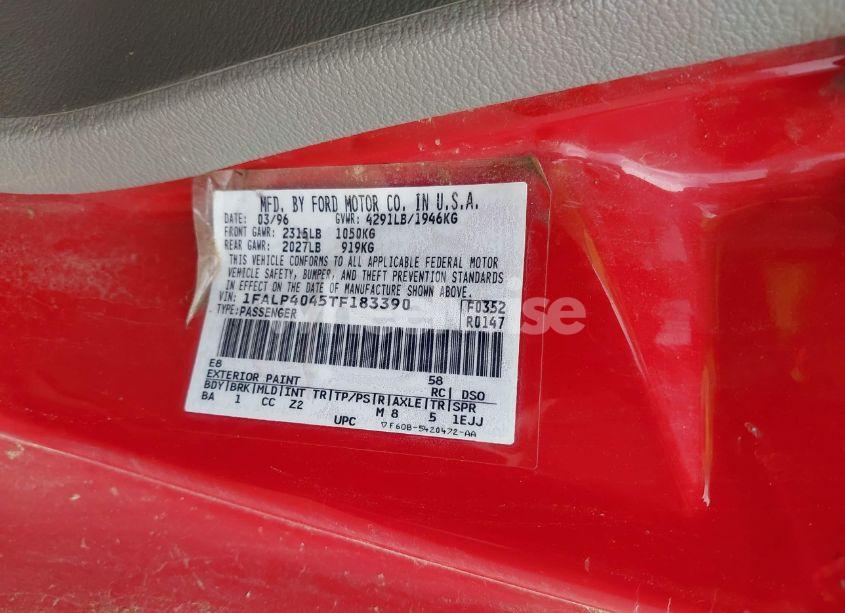 MFD. BY FORD MOTOR CO. IN U.S.A.
DATE: 03/96 GVWR: 4291LB/1946KG
FRONT GAWR: 2315LB 1050KG
REAR GAWR: 2027LB 919KG
THIS VEHICLE CONFORMS TO ALL APPLICABLE FEDERAL MOTOR
VEHICLE SAFETY, BUMPER, AND THEFT PREVENTION STANDARDS
IN EFFECT ON THE DATE OF MANUFACTURE SHOWN ABOVE.
VIN: 1FALP4045TF183390 F0352
TYPE: PASSENGER R0147
E8 58
EXTERIOR PAINT RC DSO
BDY BRK MLD INT TR TP/PS R AXLE TR SPR
BA 1 CC Z2 M 8 5 1EJJ
UPC ▽F60B-5420472-AA